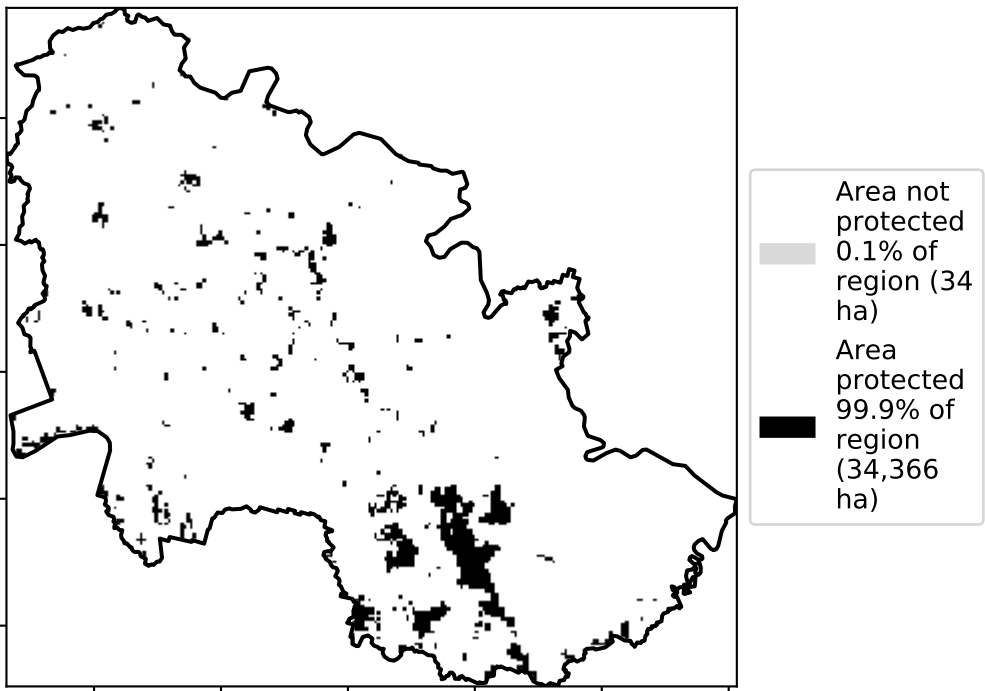 Area not
protected
0.1% of
region (34
ha)
Area
protected
99.9% of
region
(34,366
ha)